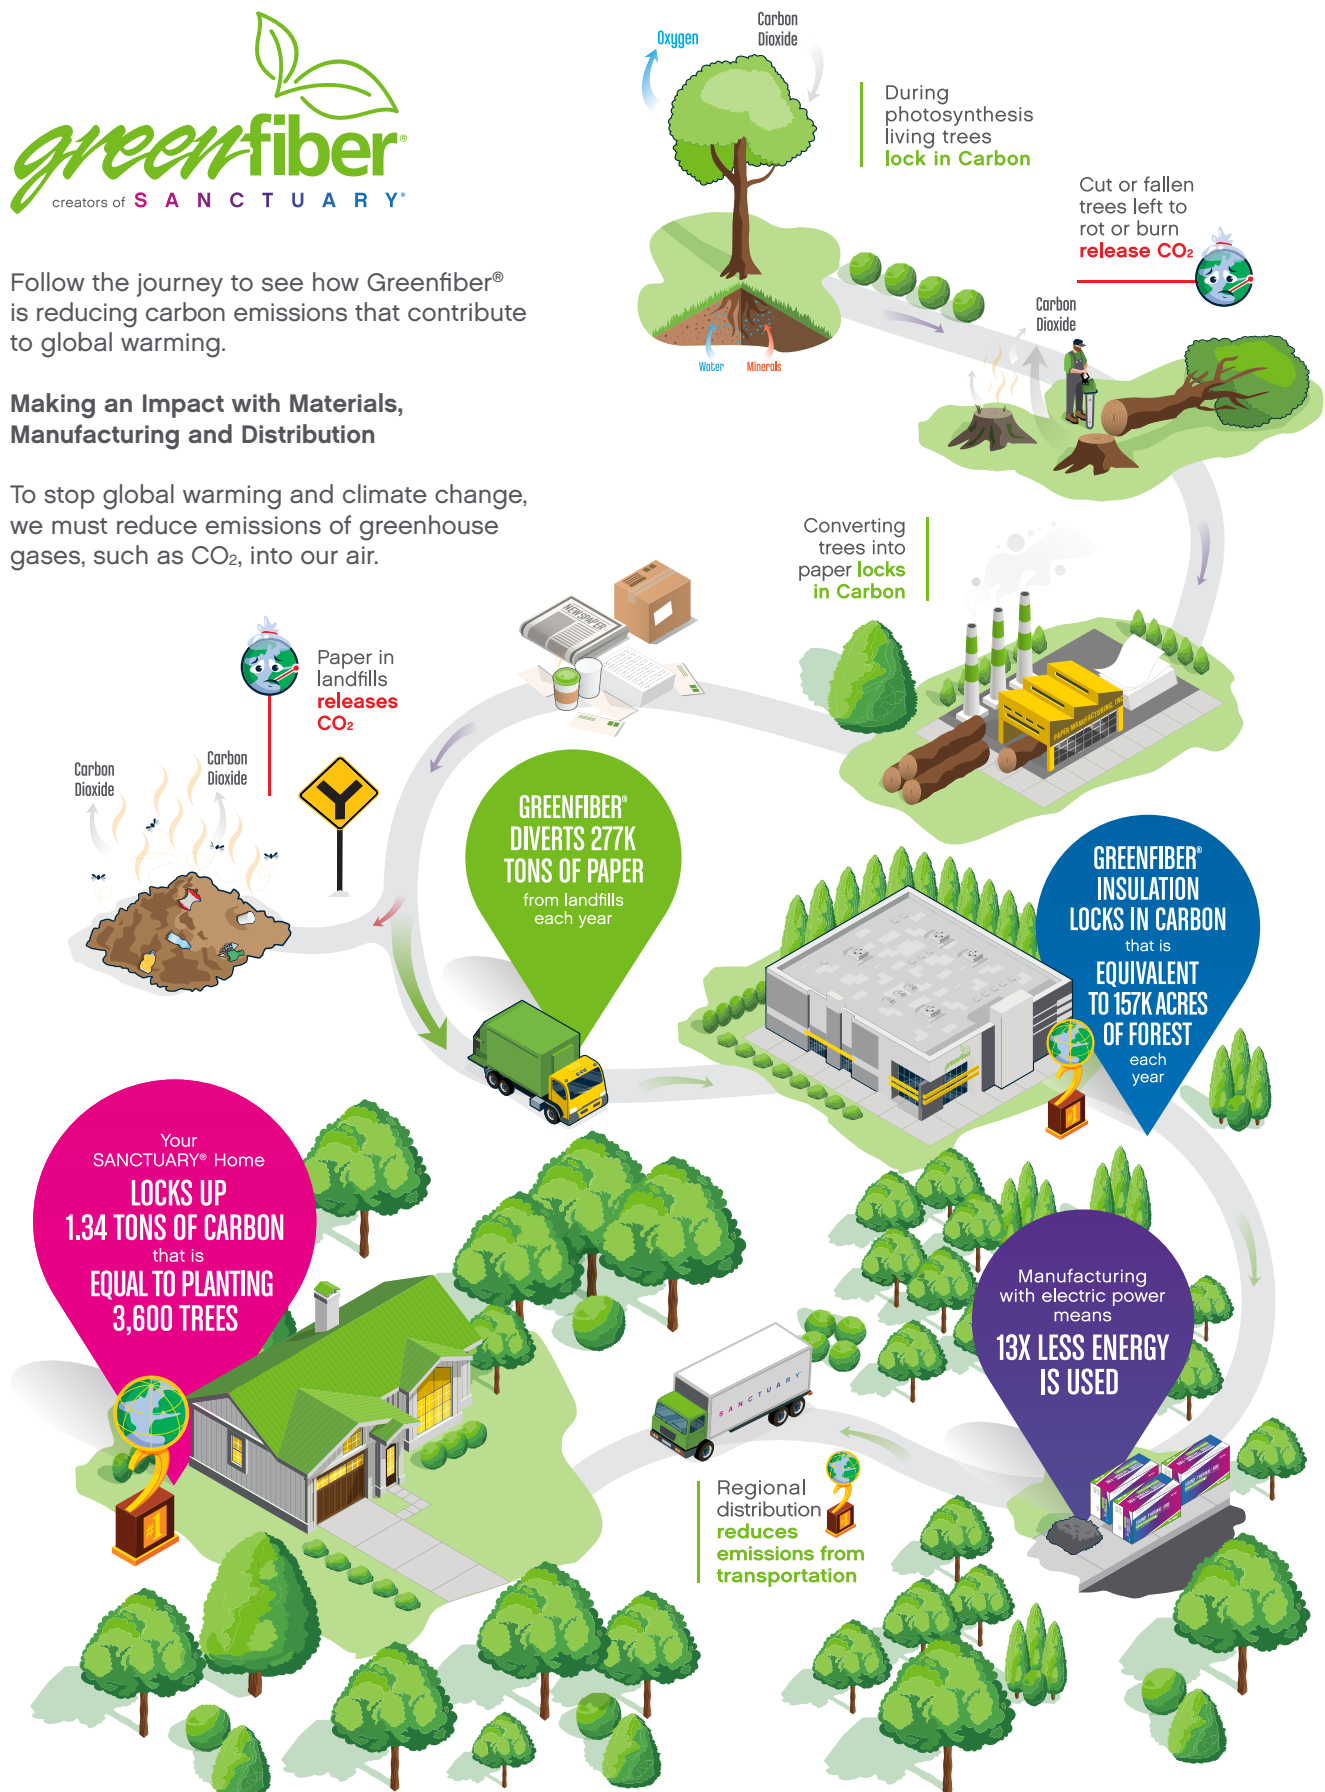 greenfiber®
creators of SANCTUARY®
Follow the journey to see how Greenfiber®
is reducing carbon emissions that contribute
to global warming.
Making an Impact with Materials,
Manufacturing and Distribution
To stop global warming and climate change,
we must reduce emissions of greenhouse
gases, such as CO₂, into our air.
Oxygen
Carbon
Dioxide
During
photosynthesis
living trees
lock in Carbon
Water
Minerals
Cut or fallen
trees left to
rot or burn
release CO₂
Carbon
Dioxide
Converting
trees into
paper locks
in Carbon
PAPER MANUFACTURING, INC
NEWSPAPER
Paper in
landfills
releases
CO₂
Carbon
Dioxide
Carbon
Dioxide
GREENFIBER®
DIVERTS 277K
TONS OF PAPER
from landfills
each year
GREENFIBER®
INSULATION
LOCKS IN CARBON
that is
EQUIVALENT
TO 157K ACRES
OF FOREST
each
year
greenfiber
#1
Your
SANCTUARY® Home
LOCKS UP
1.34 TONS OF CARBON
that is
EQUAL TO PLANTING
3,600 TREES
#1
Manufacturing
with electric power
means
13X LESS ENERGY
IS USED
SANCTUARY
Regional
distribution
reduces
emissions from
transportation
#1